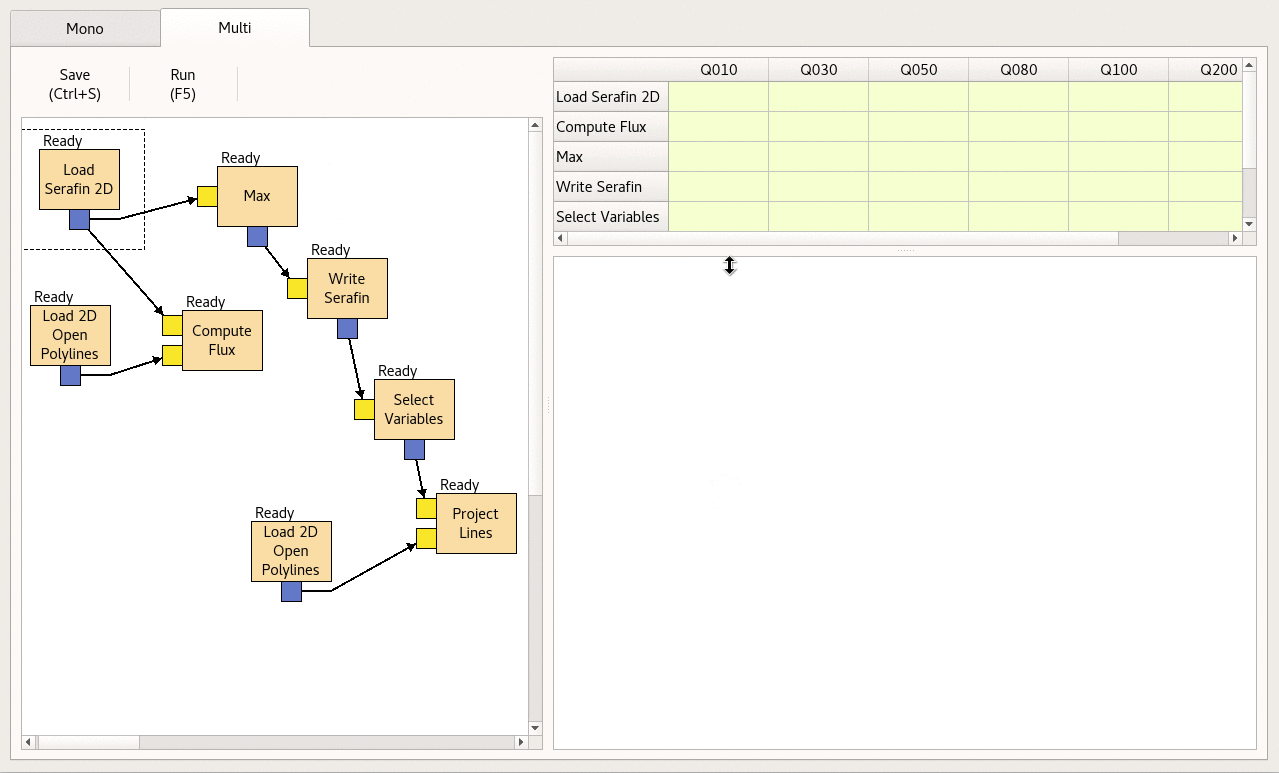 Mono
Multi
Save
(Ctrl+S)
Run
(F5)
Ready
Load
Serafin 2D
Ready
Max
Ready
Write
Serafin
Ready
Load 2D
Open
Polylines
Ready
Compute
Flux
Ready
Select
Variables
Ready
Project
Lines
Ready
Load 2D
Open
Polylines
Q010 Q030 Q050 Q080 Q100 Q200
Load Serafin 2D
Compute Flux
Max
Write Serafin
Select Variables